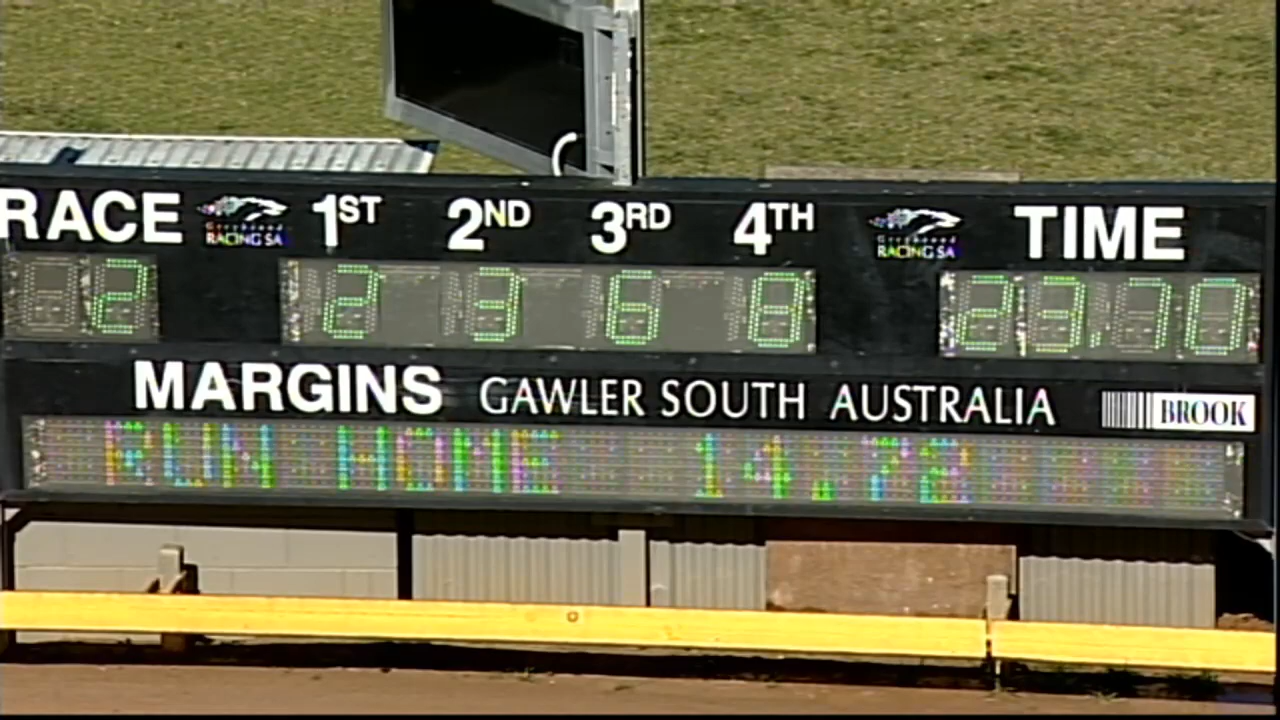 RACE 1ST 2ND 3RD 4TH TIME
Greyhound RACING SA Greyhound RACING SA
2 2 3 6 8 23.70
MARGINS GAWLER SOUTH AUSTRALIA BROOK
RUN HOME 14.72